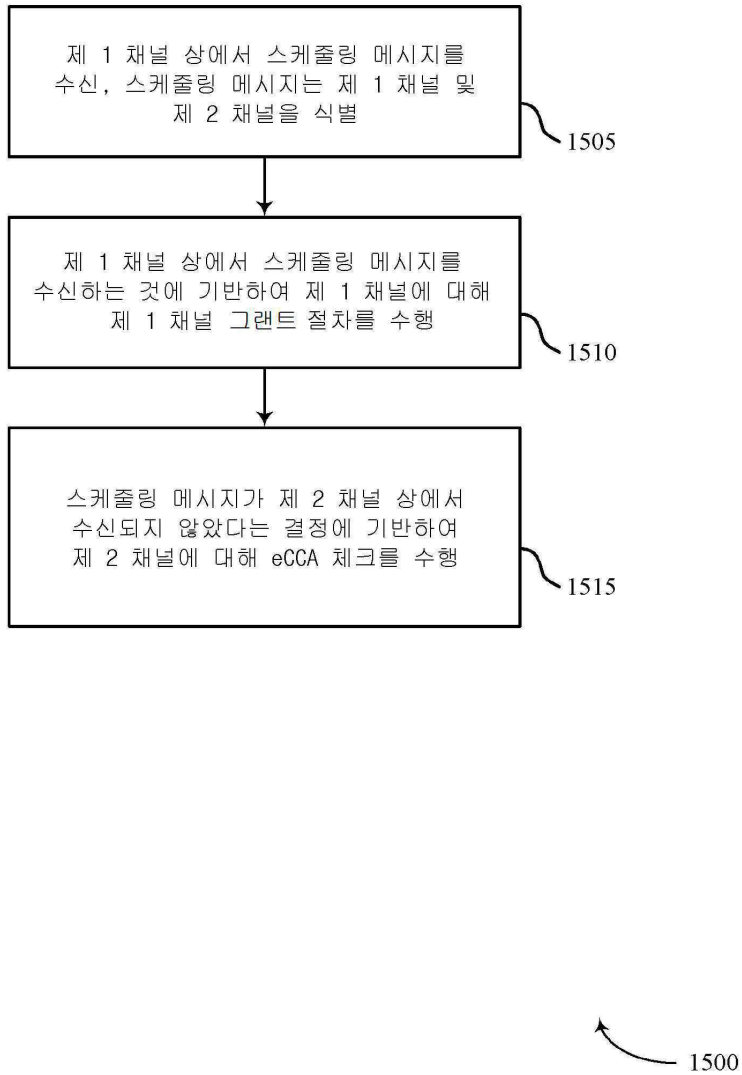 제 1 채널 상에서 스케줄링 메시지를
수신, 스케줄링 메시지는 제 1 채널 및
제 2 채널을 식별
1505
제 1 채널 상에서 스케줄링 메시지를
수신하는 것에 기반하여 제 1 채널에 대해
제 1 채널 그랜트 절차를 수행
1510
스케줄링 메시지가 제 2 채널 상에서
수신되지 않았다는 결정에 기반하여
제 2 채널에 대해 eCCA 체크를 수행
1515
1500